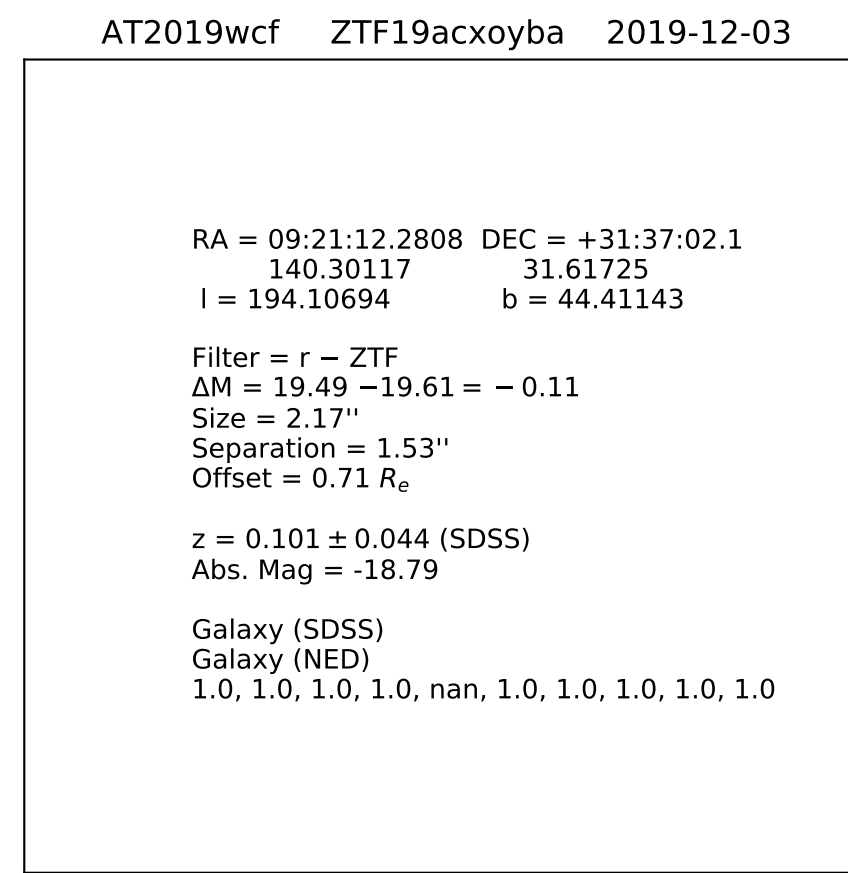 AT2019wcf ZTF19acxoyba 2019-12-03
RA = 09:21:12.2808 DEC = +31:37:02.1
140.30117 31.61725
l = 194.10694 b = 44.41143
Filter = r − ZTF
ΔM = 19.49 −19.61 = − 0.11
Size = 2.17''
Separation = 1.53''
Offset = 0.71 Re
z = 0.101 ± 0.044 (SDSS)
Abs. Mag = -18.79
Galaxy (SDSS)
Galaxy (NED)
1.0, 1.0, 1.0, 1.0, nan, 1.0, 1.0, 1.0, 1.0, 1.0